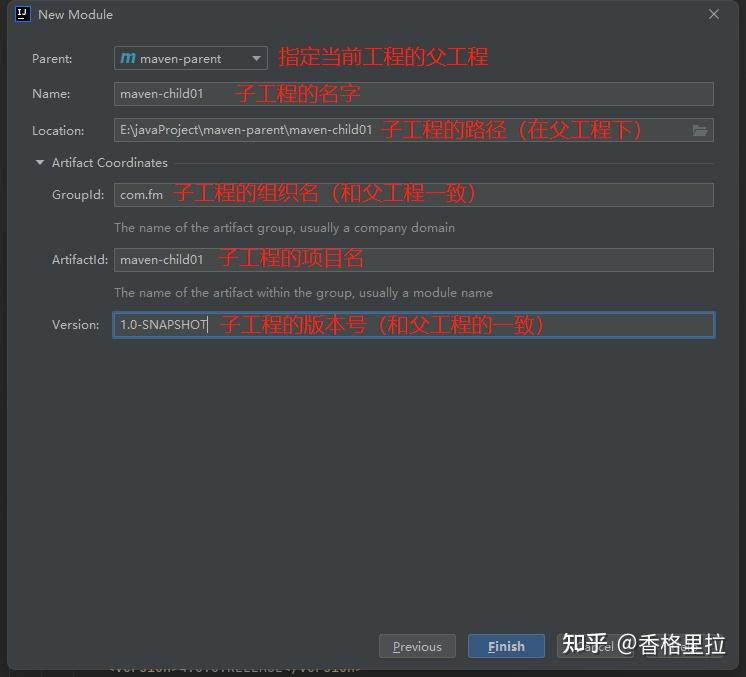 New Module
Parent: maven-parent 指定当前工程的父工程
Name: maven-child01 子工程的名字
Location: E:\javaProject\maven-parent\maven-child01 子工程的路径（在父工程下）
Artifact Coordinates
GroupId: com.fm 子工程的组织名（和父工程一致）
The name of the artifact group, usually a company domain
ArtifactId: maven-child01 子工程的项目名
The name of the artifact within the group, usually a module name
Version: 1.0-SNAPSHOT 子工程的版本号（和父工程的一致）
Previous Finish
知乎 @香格里拉